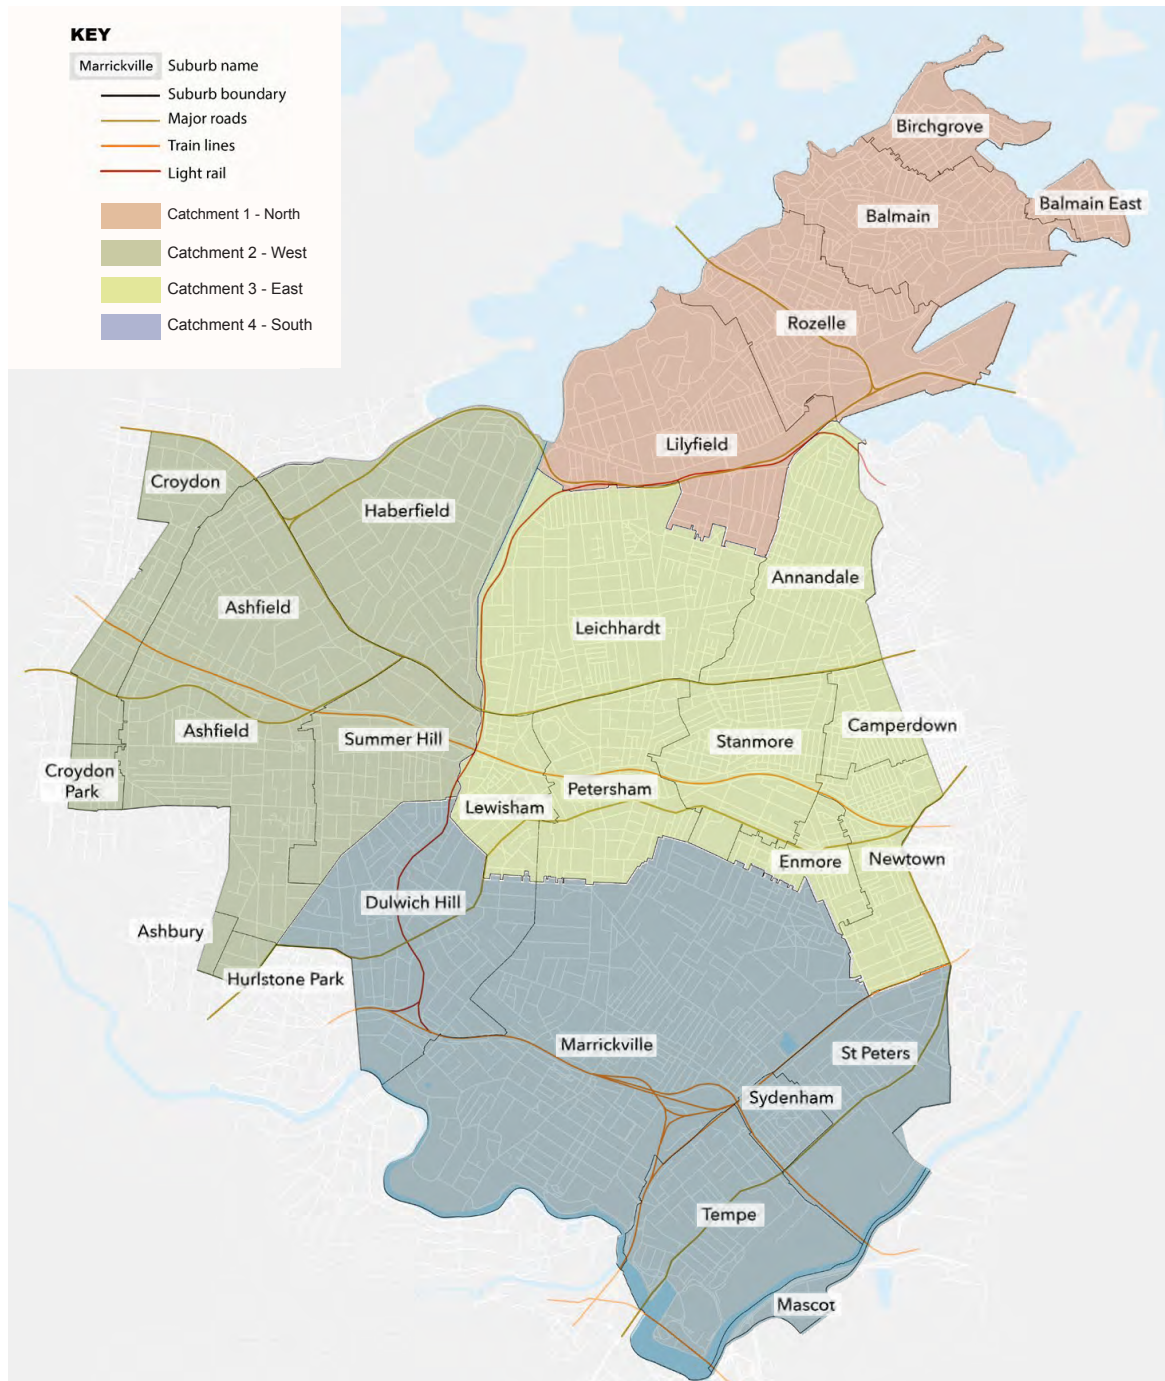 KEY
Marrickville Suburb name
Suburb boundary
Major roads
Train lines
Light rail
Catchment 1 - North
Catchment 2 - West
Catchment 3 - East
Catchment 4 - South
Birchgrove
Balmain East
Balmain
Rozelle
Lilyfield
Croydon
Haberfield
Annandale
Ashfield
Leichhardt
Ashfield
Summer Hill
Stanmore
Camperdown
Croydon
Park
Petersham
Lewisham
Enmore
Newtown
Dulwich Hill
Ashbury
Hurlstone Park
Marrickville
St Peters
Sydenham
Tempe
Mascot